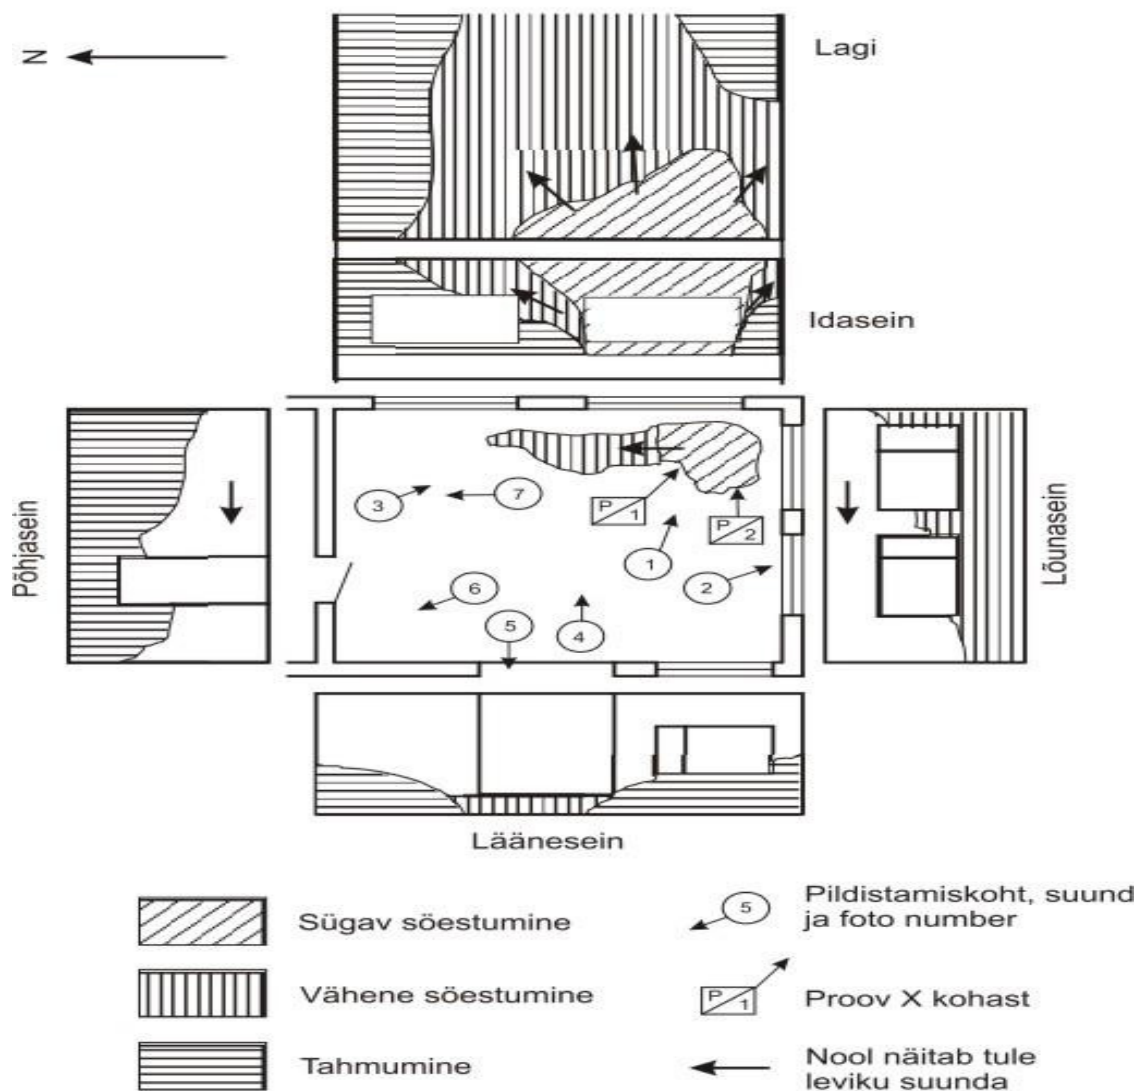 N
Lagi
Idasein
Põhjasein
Lõunasein
3
7
P 1
P 2
1
2
6
5
4
Läänesein
Sügav söestumine
5
Pildistamiskoht, suund
ja foto number
Vähene söestumine
P 1
Proov X kohast
Tahmumine
Nool näitab tule
leviku suunda